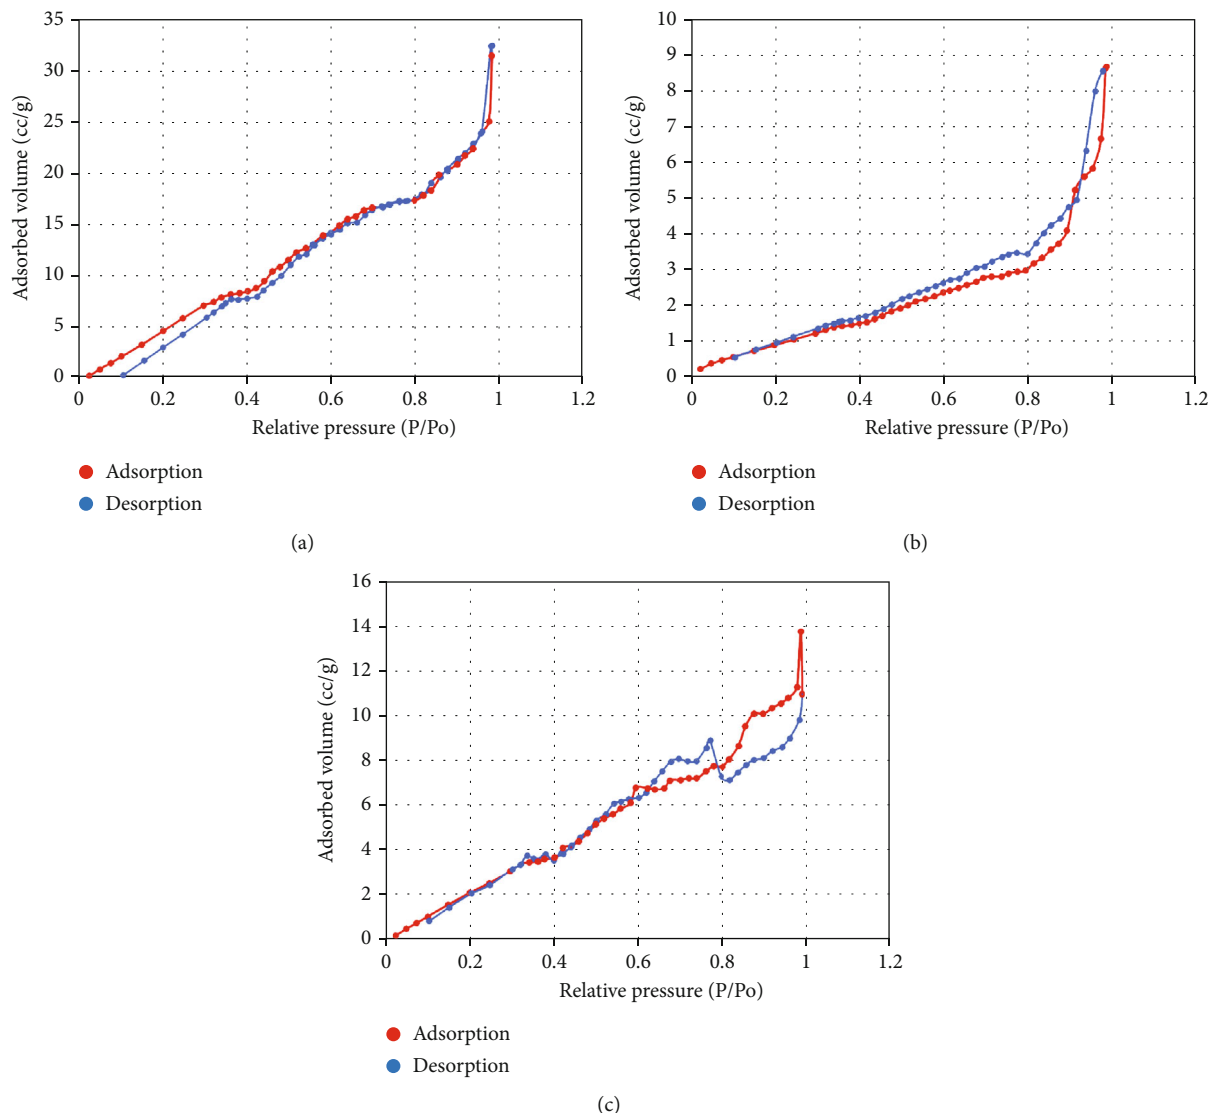 35
30
25
20
15
10
5
0
Adsorbed volume (cc/g)
0 0.2 0.4 0.6 0.8 1 1.2
Relative pressure (P/Po)
Adsorption
Desorption
(a)
10
9
8
7
6
5
4
3
2
1
0
Adsorbed volume (cc/g)
0 0.2 0.4 0.6 0.8 1 1.2
Relative pressure (P/Po)
Adsorption
Desorption
(b)
16
14
12
10
8
6
4
2
0
Adsorbed volume (cc/g)
0 0.2 0.4 0.6 0.8 1 1.2
Relative pressure (P/Po)
Adsorption
Desorption
(c)